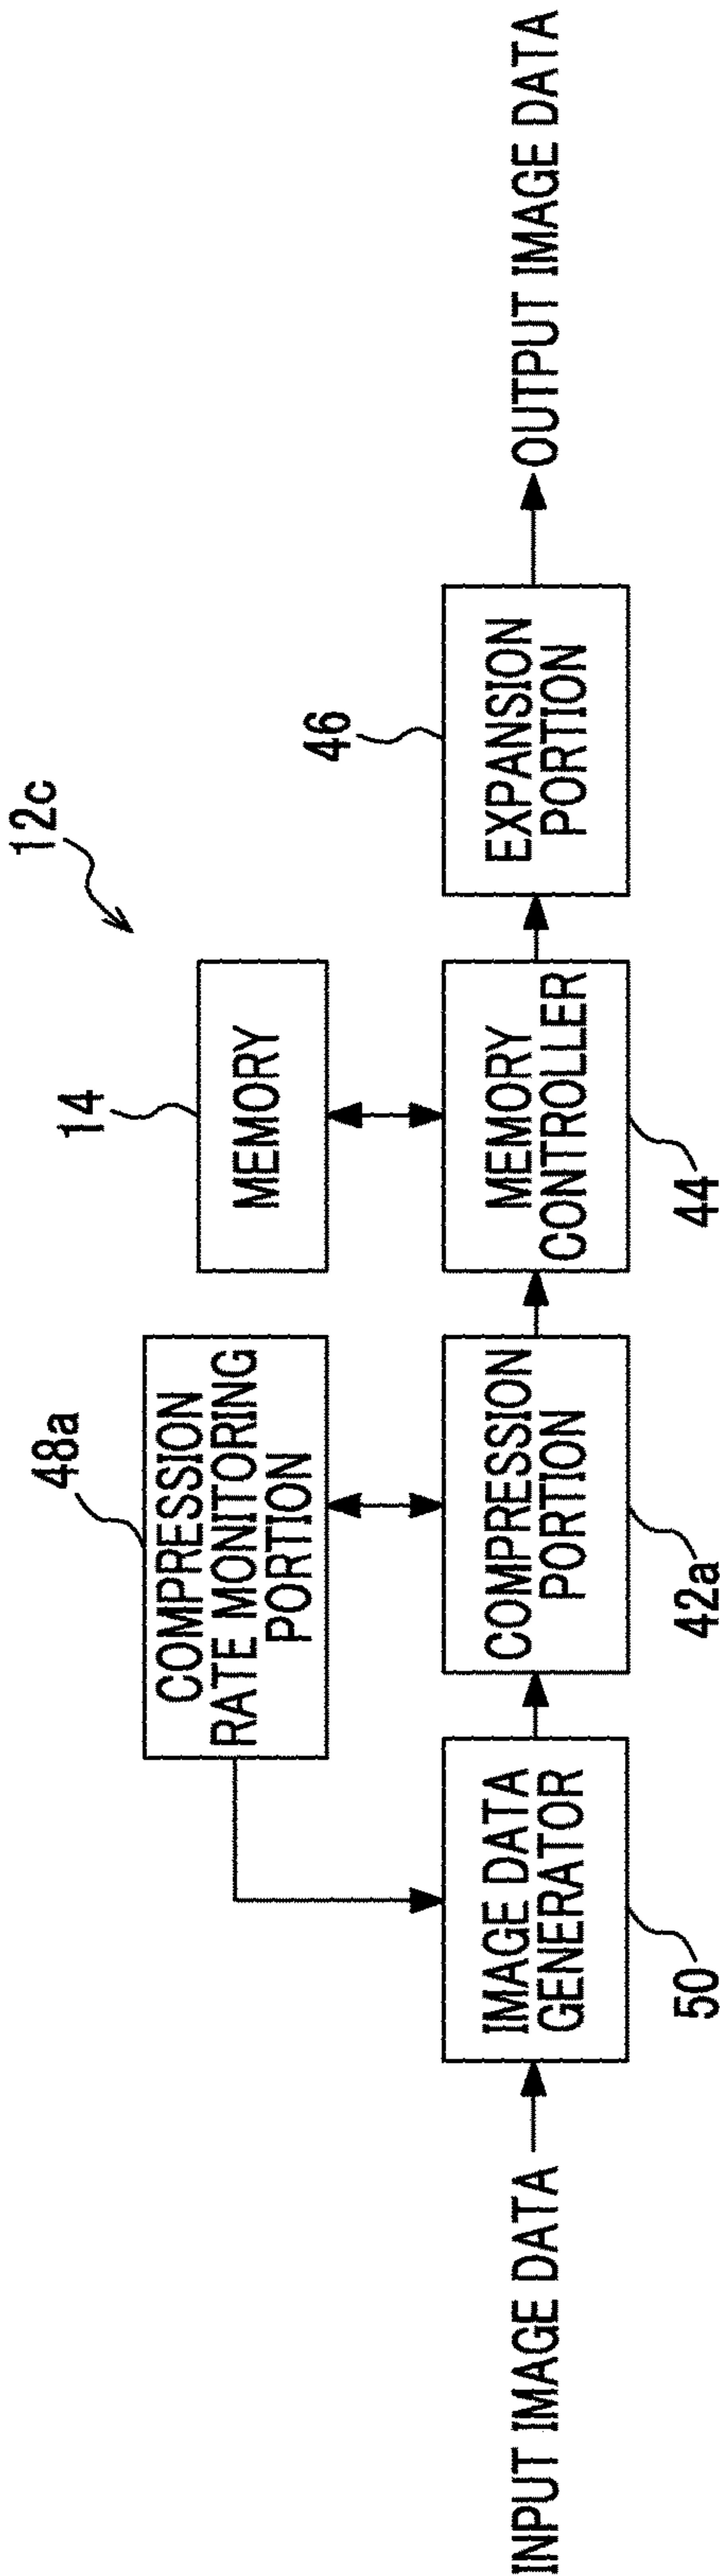 12c
48a
COMPRESSION
RATE MONITORING
PORTION
14
MEMORY
46
INPUT IMAGE DATA
IMAGE DATA
GENERATOR
COMPRESSION
PORTION
MEMORY
CONTROLLER
EXPANSION
PORTION
OUTPUT IMAGE DATA
50
42a
44